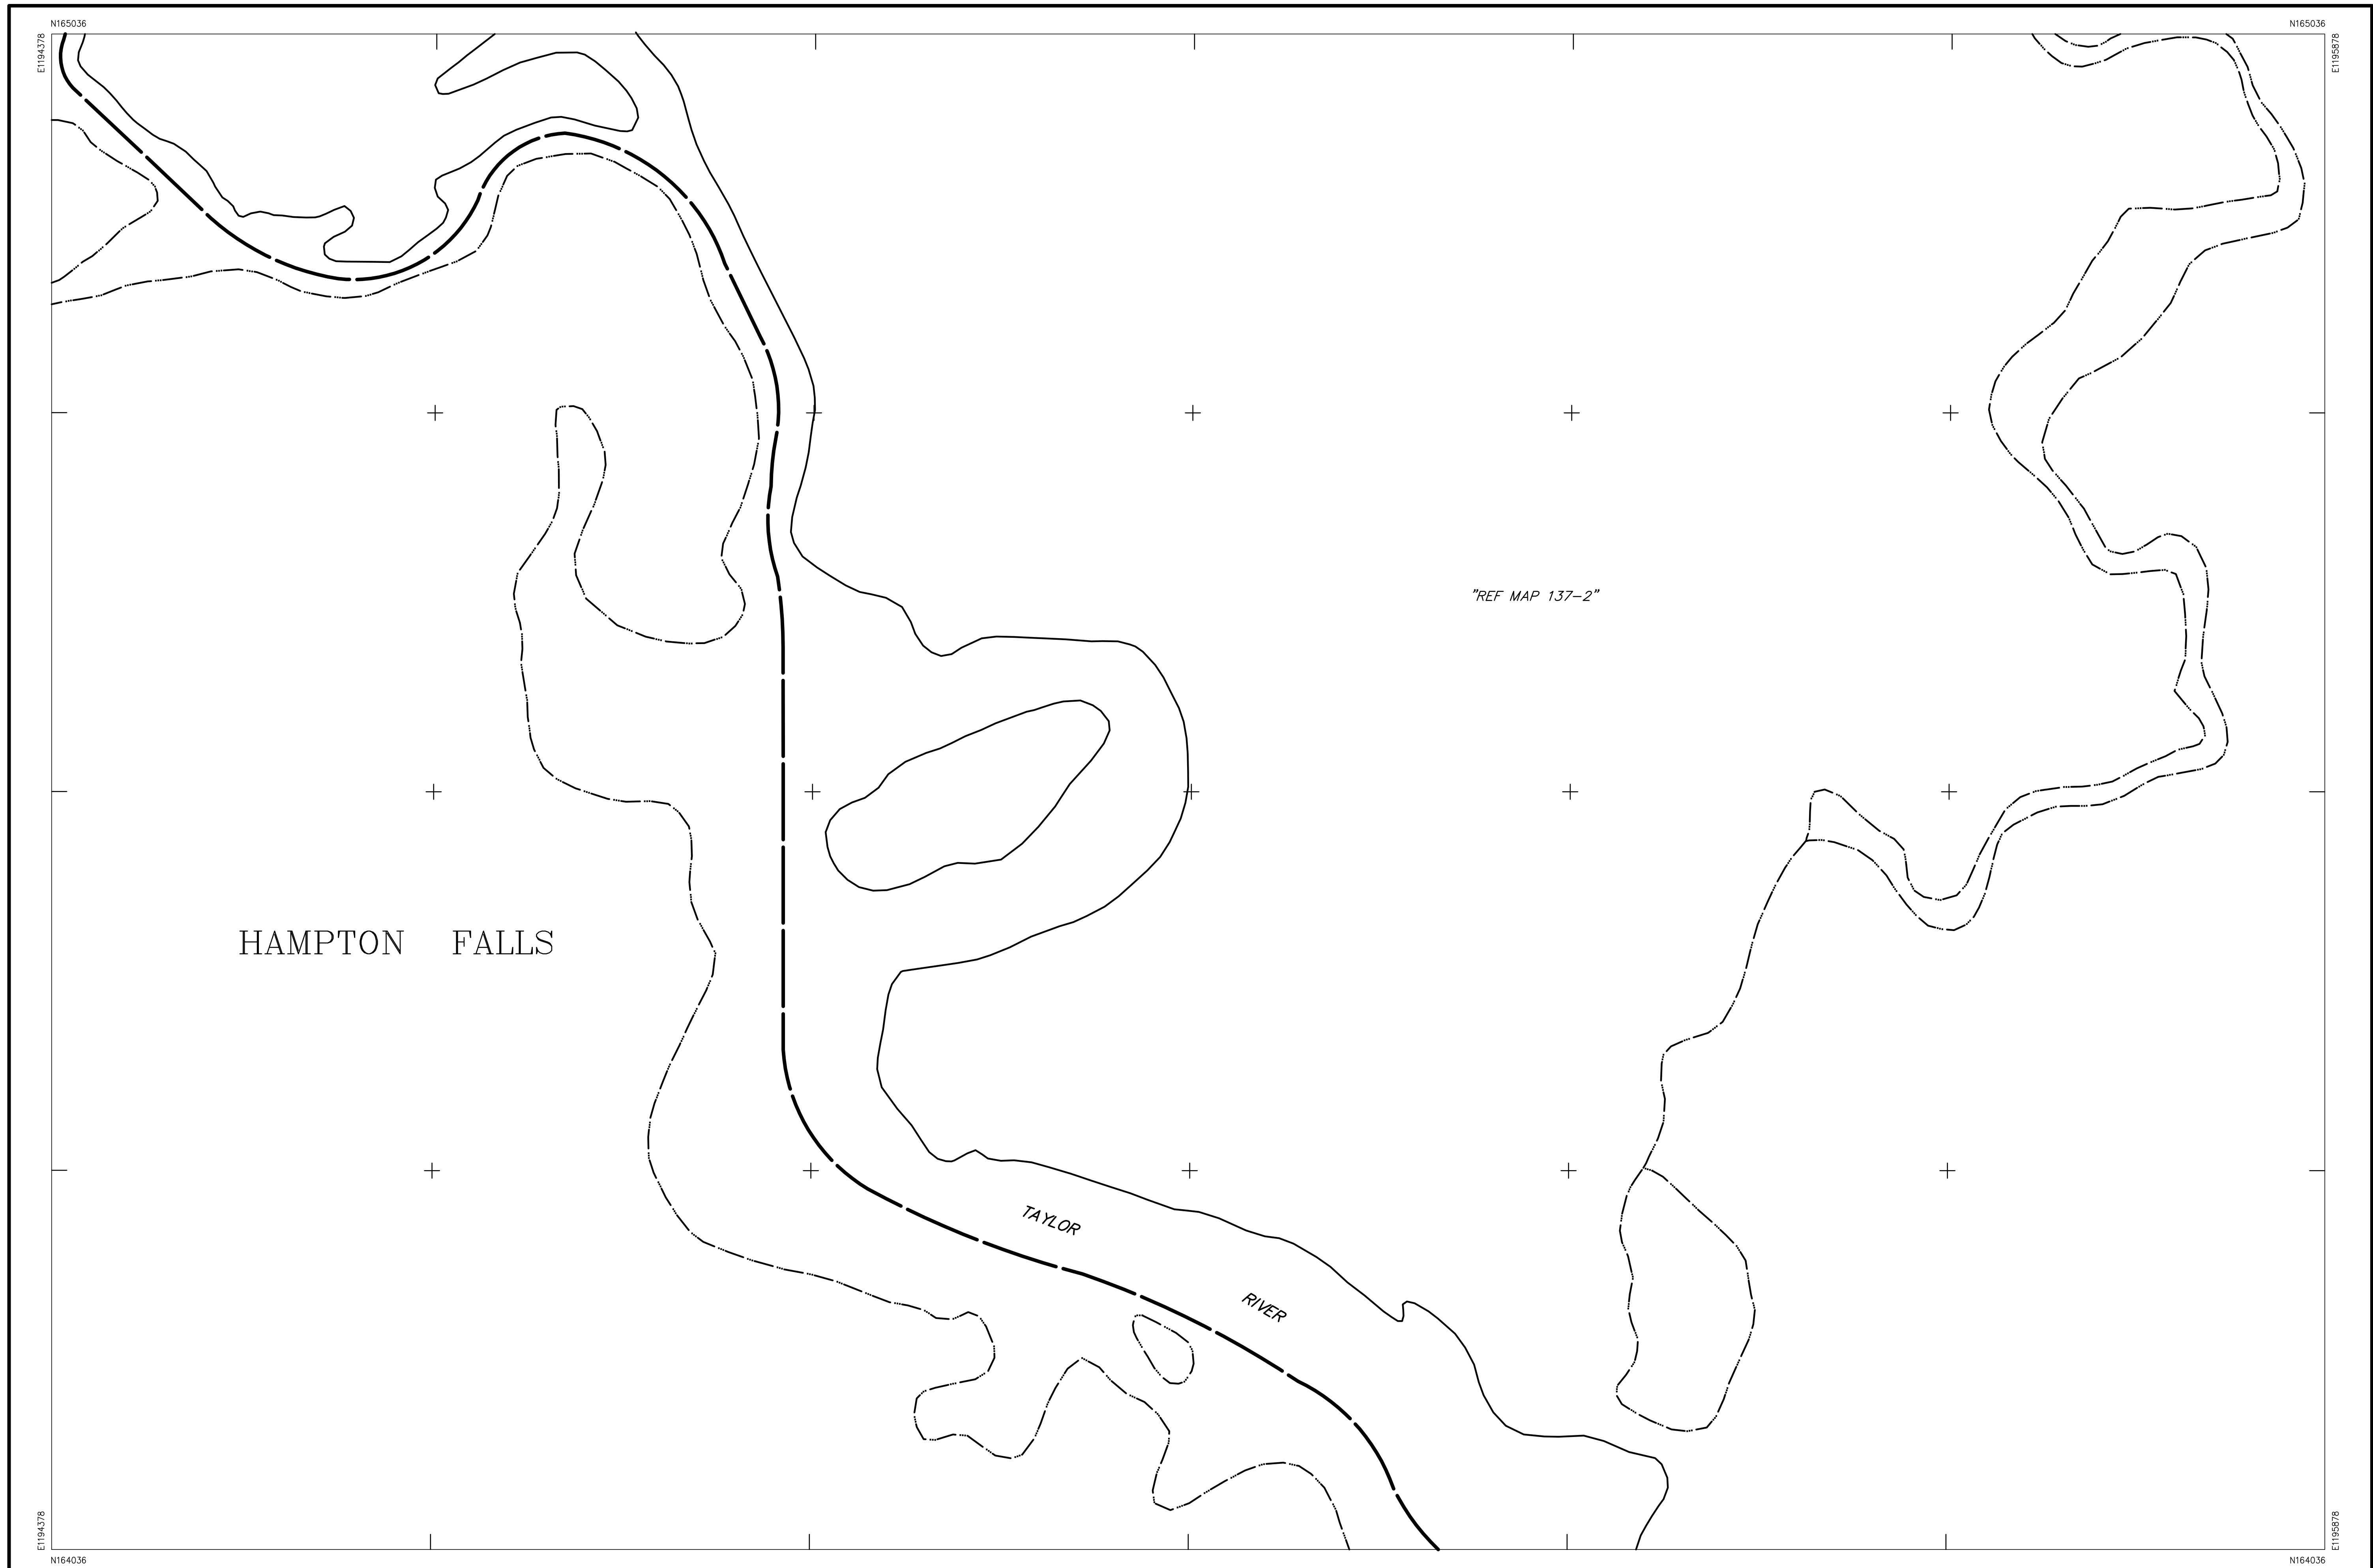 N165036
N165036
E1194378
E1195878
"REF MAP 137-2"
HAMPTON FALLS
TAYLOR
RIVER
E1194378
E1195878
N164036
N164036